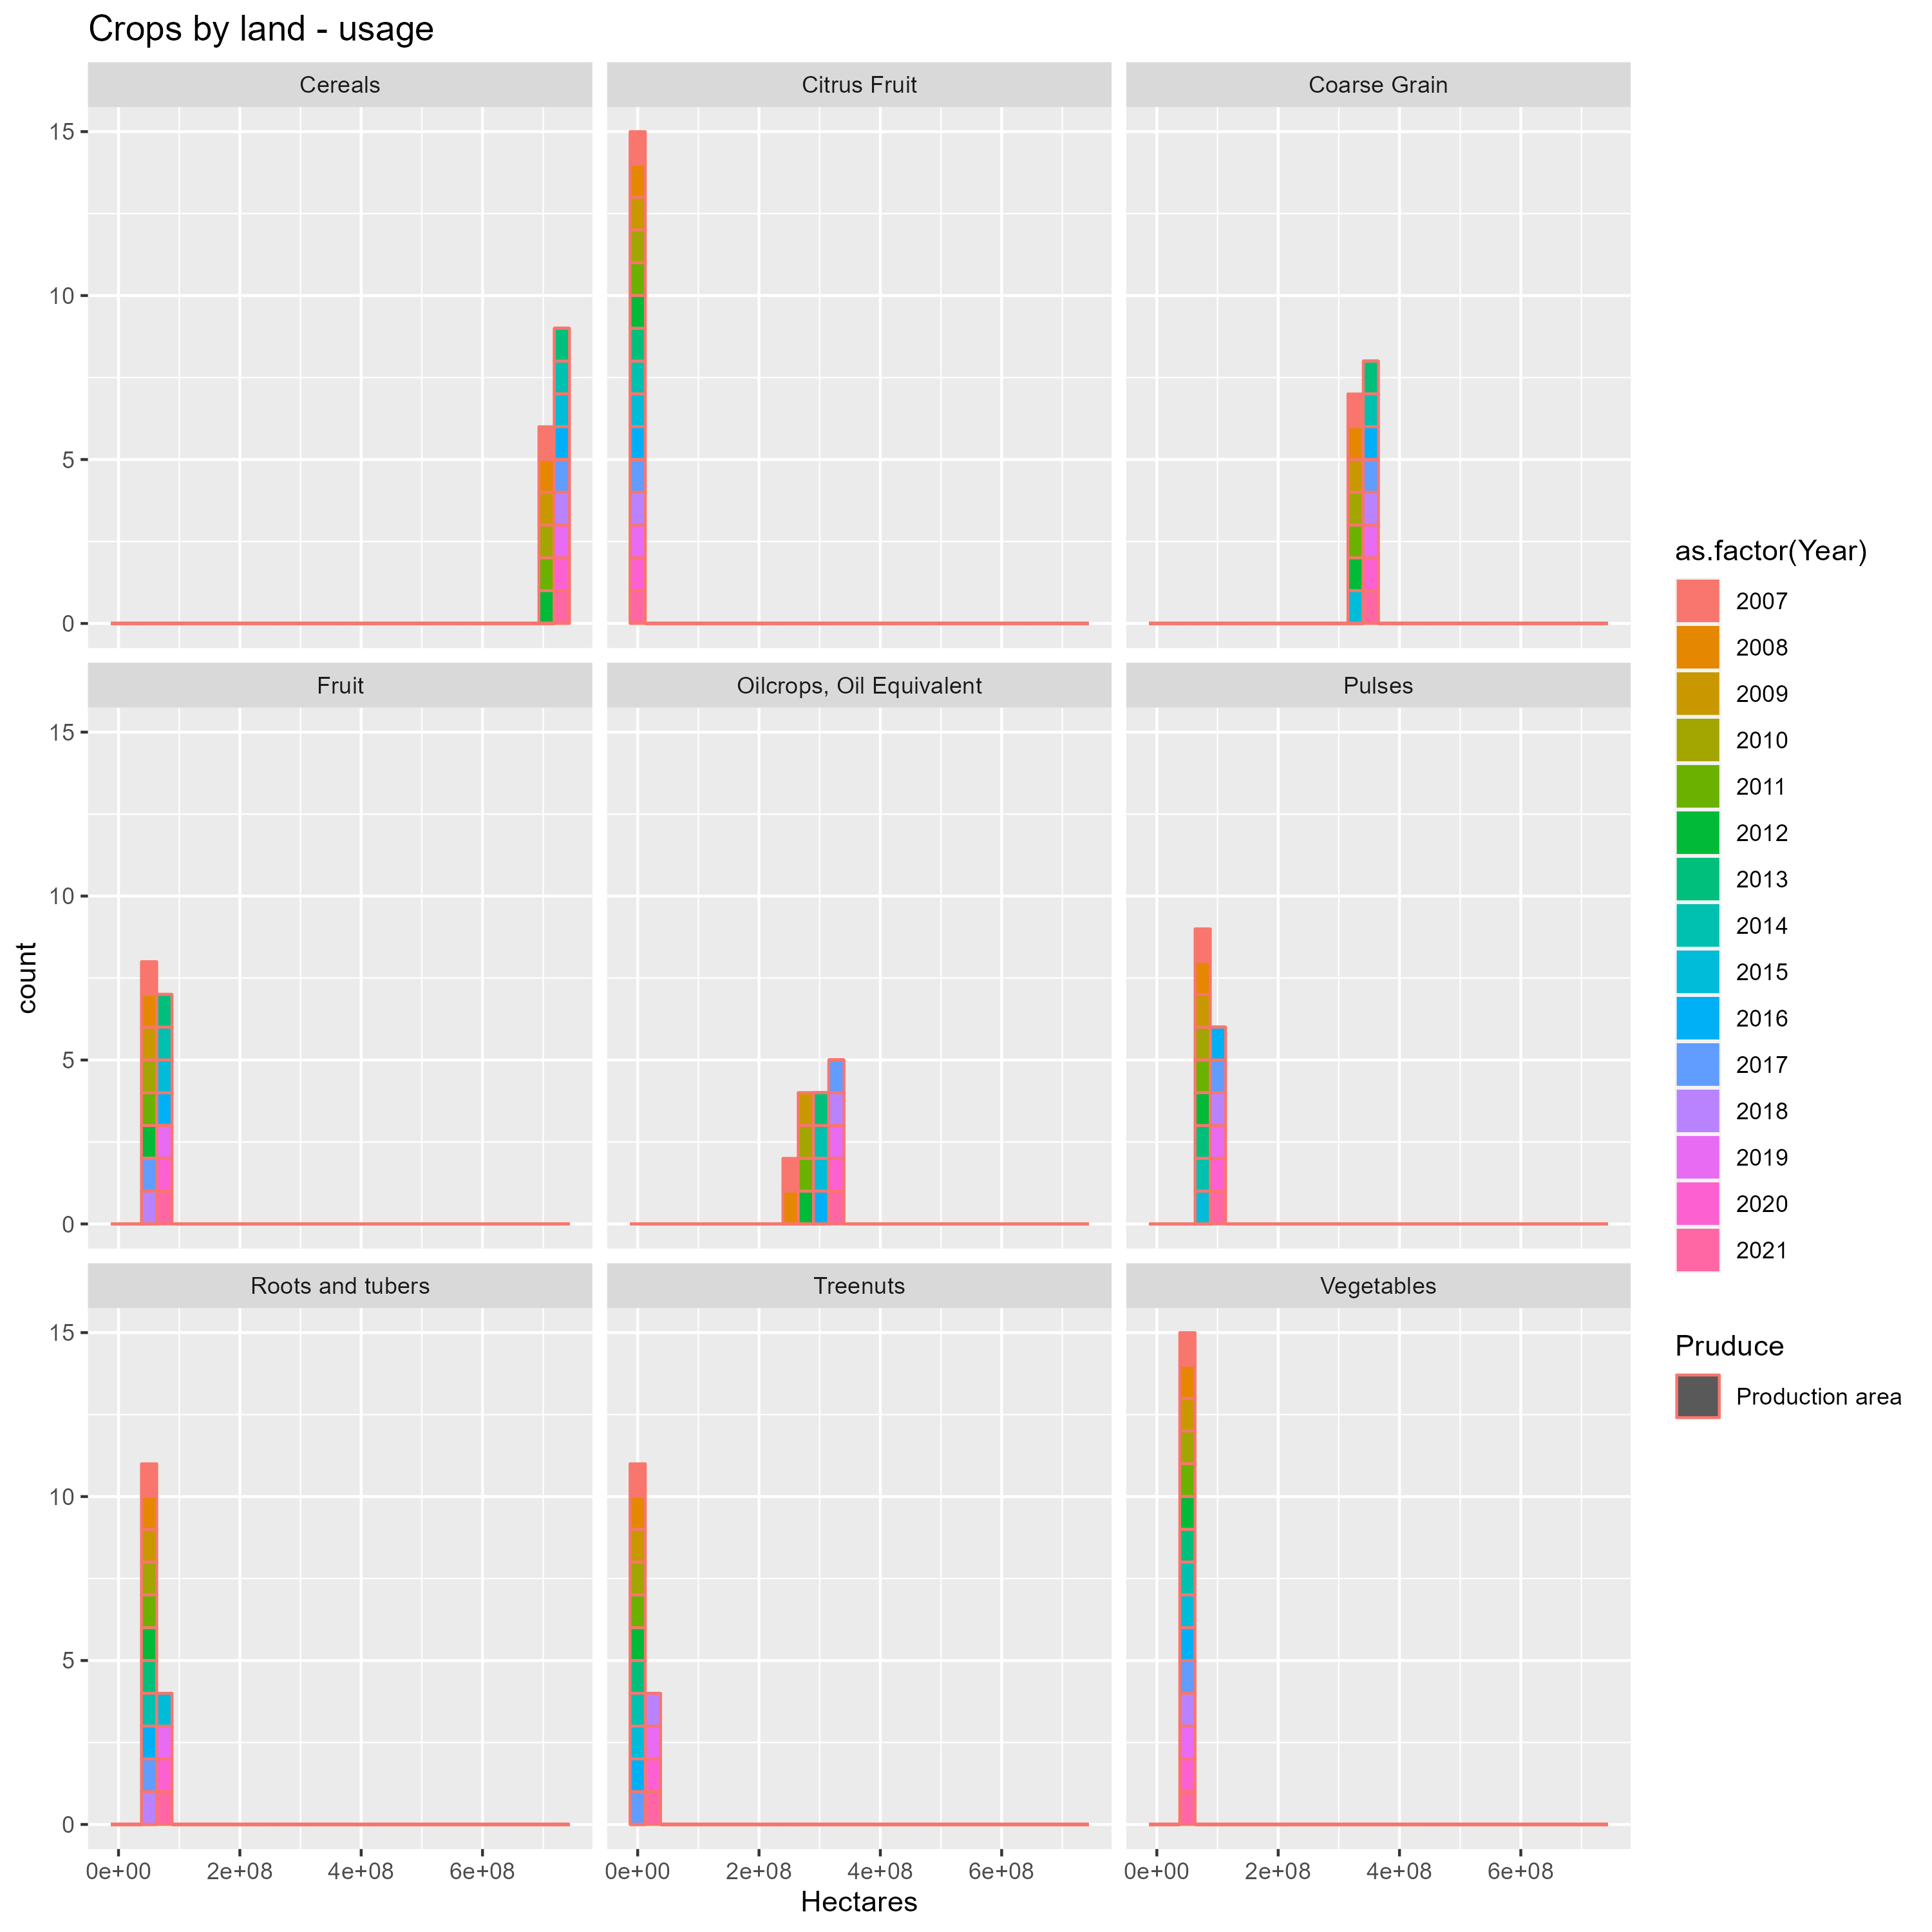 Crops by land - usage
Cereals
Citrus Fruit
Coarse Grain
15
10
5
0
Fruit
Oilcrops, Oil Equivalent
Pulses
15
10
5
0
Roots and tubers
Treenuts
Vegetables
15
10
5
0
0e+00 2e+08 4e+08 6e+08
0e+00 2e+08 4e+08 6e+08
0e+00 2e+08 4e+08 6e+08
Hectares
count
as.factor(Year)
2007
2008
2009
2010
2011
2012
2013
2014
2015
2016
2017
2018
2019
2020
2021
Pruduce
Production area